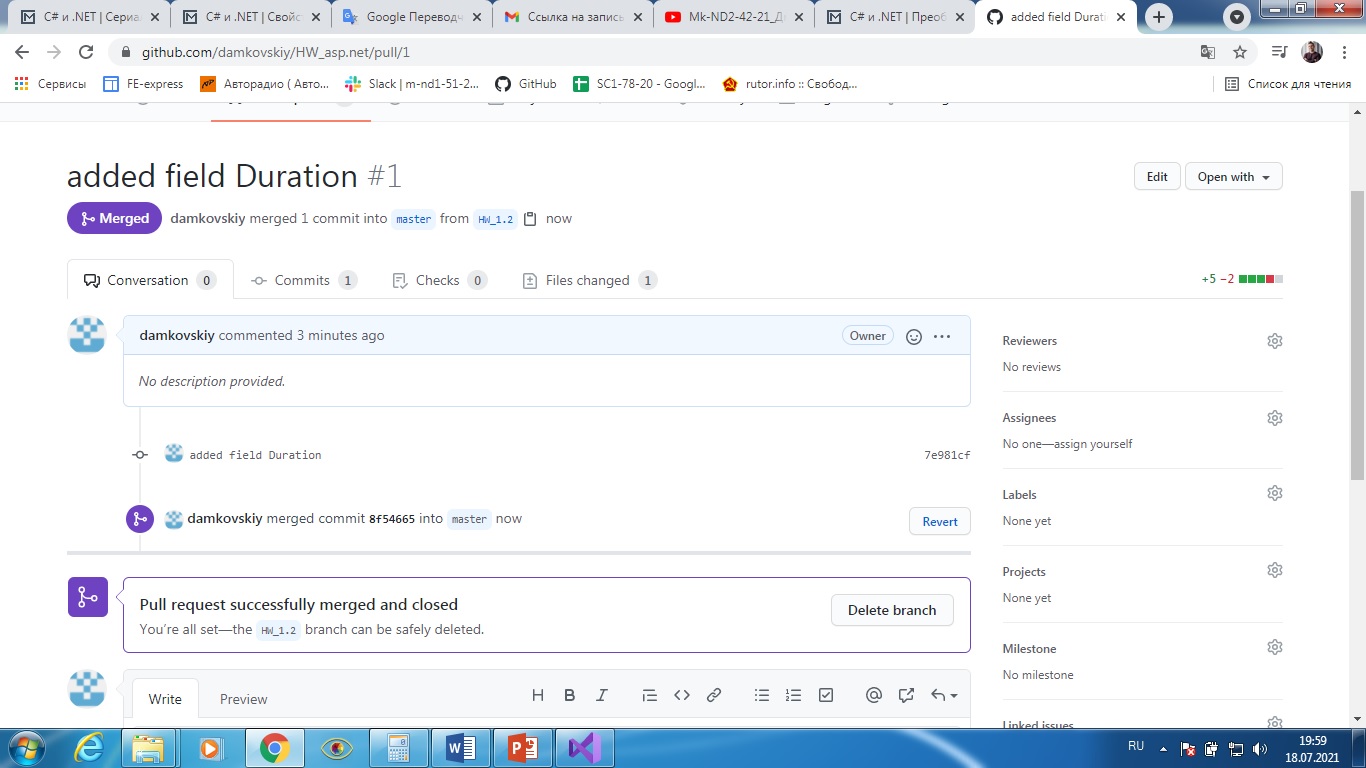 C# и .NET | Сериал
C# и .NET | Свойст
Google Переводч
Ссылка на запись
Mk-ND2-42-21_Д
C# и .NET | Преоб
added field Durati
github.com/damkovskiy/HW_asp.net/pull/1
Сервисы
FE-express
Авторадио ( Авто...
Slack | m-nd1-51-2...
GitHub
SC1-78-20 - Googl...
rutor.info :: Свобод...
Список для чтения
added field Duration #1
Edit
Open with
Merged
damkovskiy merged 1 commit into master from HW_1.2 now
Conversation 0
Commits 1
Checks 0
Files changed 1
+5 −2
damkovskiy commented 3 minutes ago
Owner
No description provided.
added field Duration
7e981cf
damkovskiy merged commit 8f54665 into master now
Revert
Pull request successfully merged and closed
You’re all set—the HW_1.2 branch can be safely deleted.
Delete branch
Write
Preview
Reviewers
No reviews
Assignees
No one—assign yourself
Labels
None yet
Projects
None yet
Milestone
No milestone
Linked issues
RU
19:59
18.07.2021